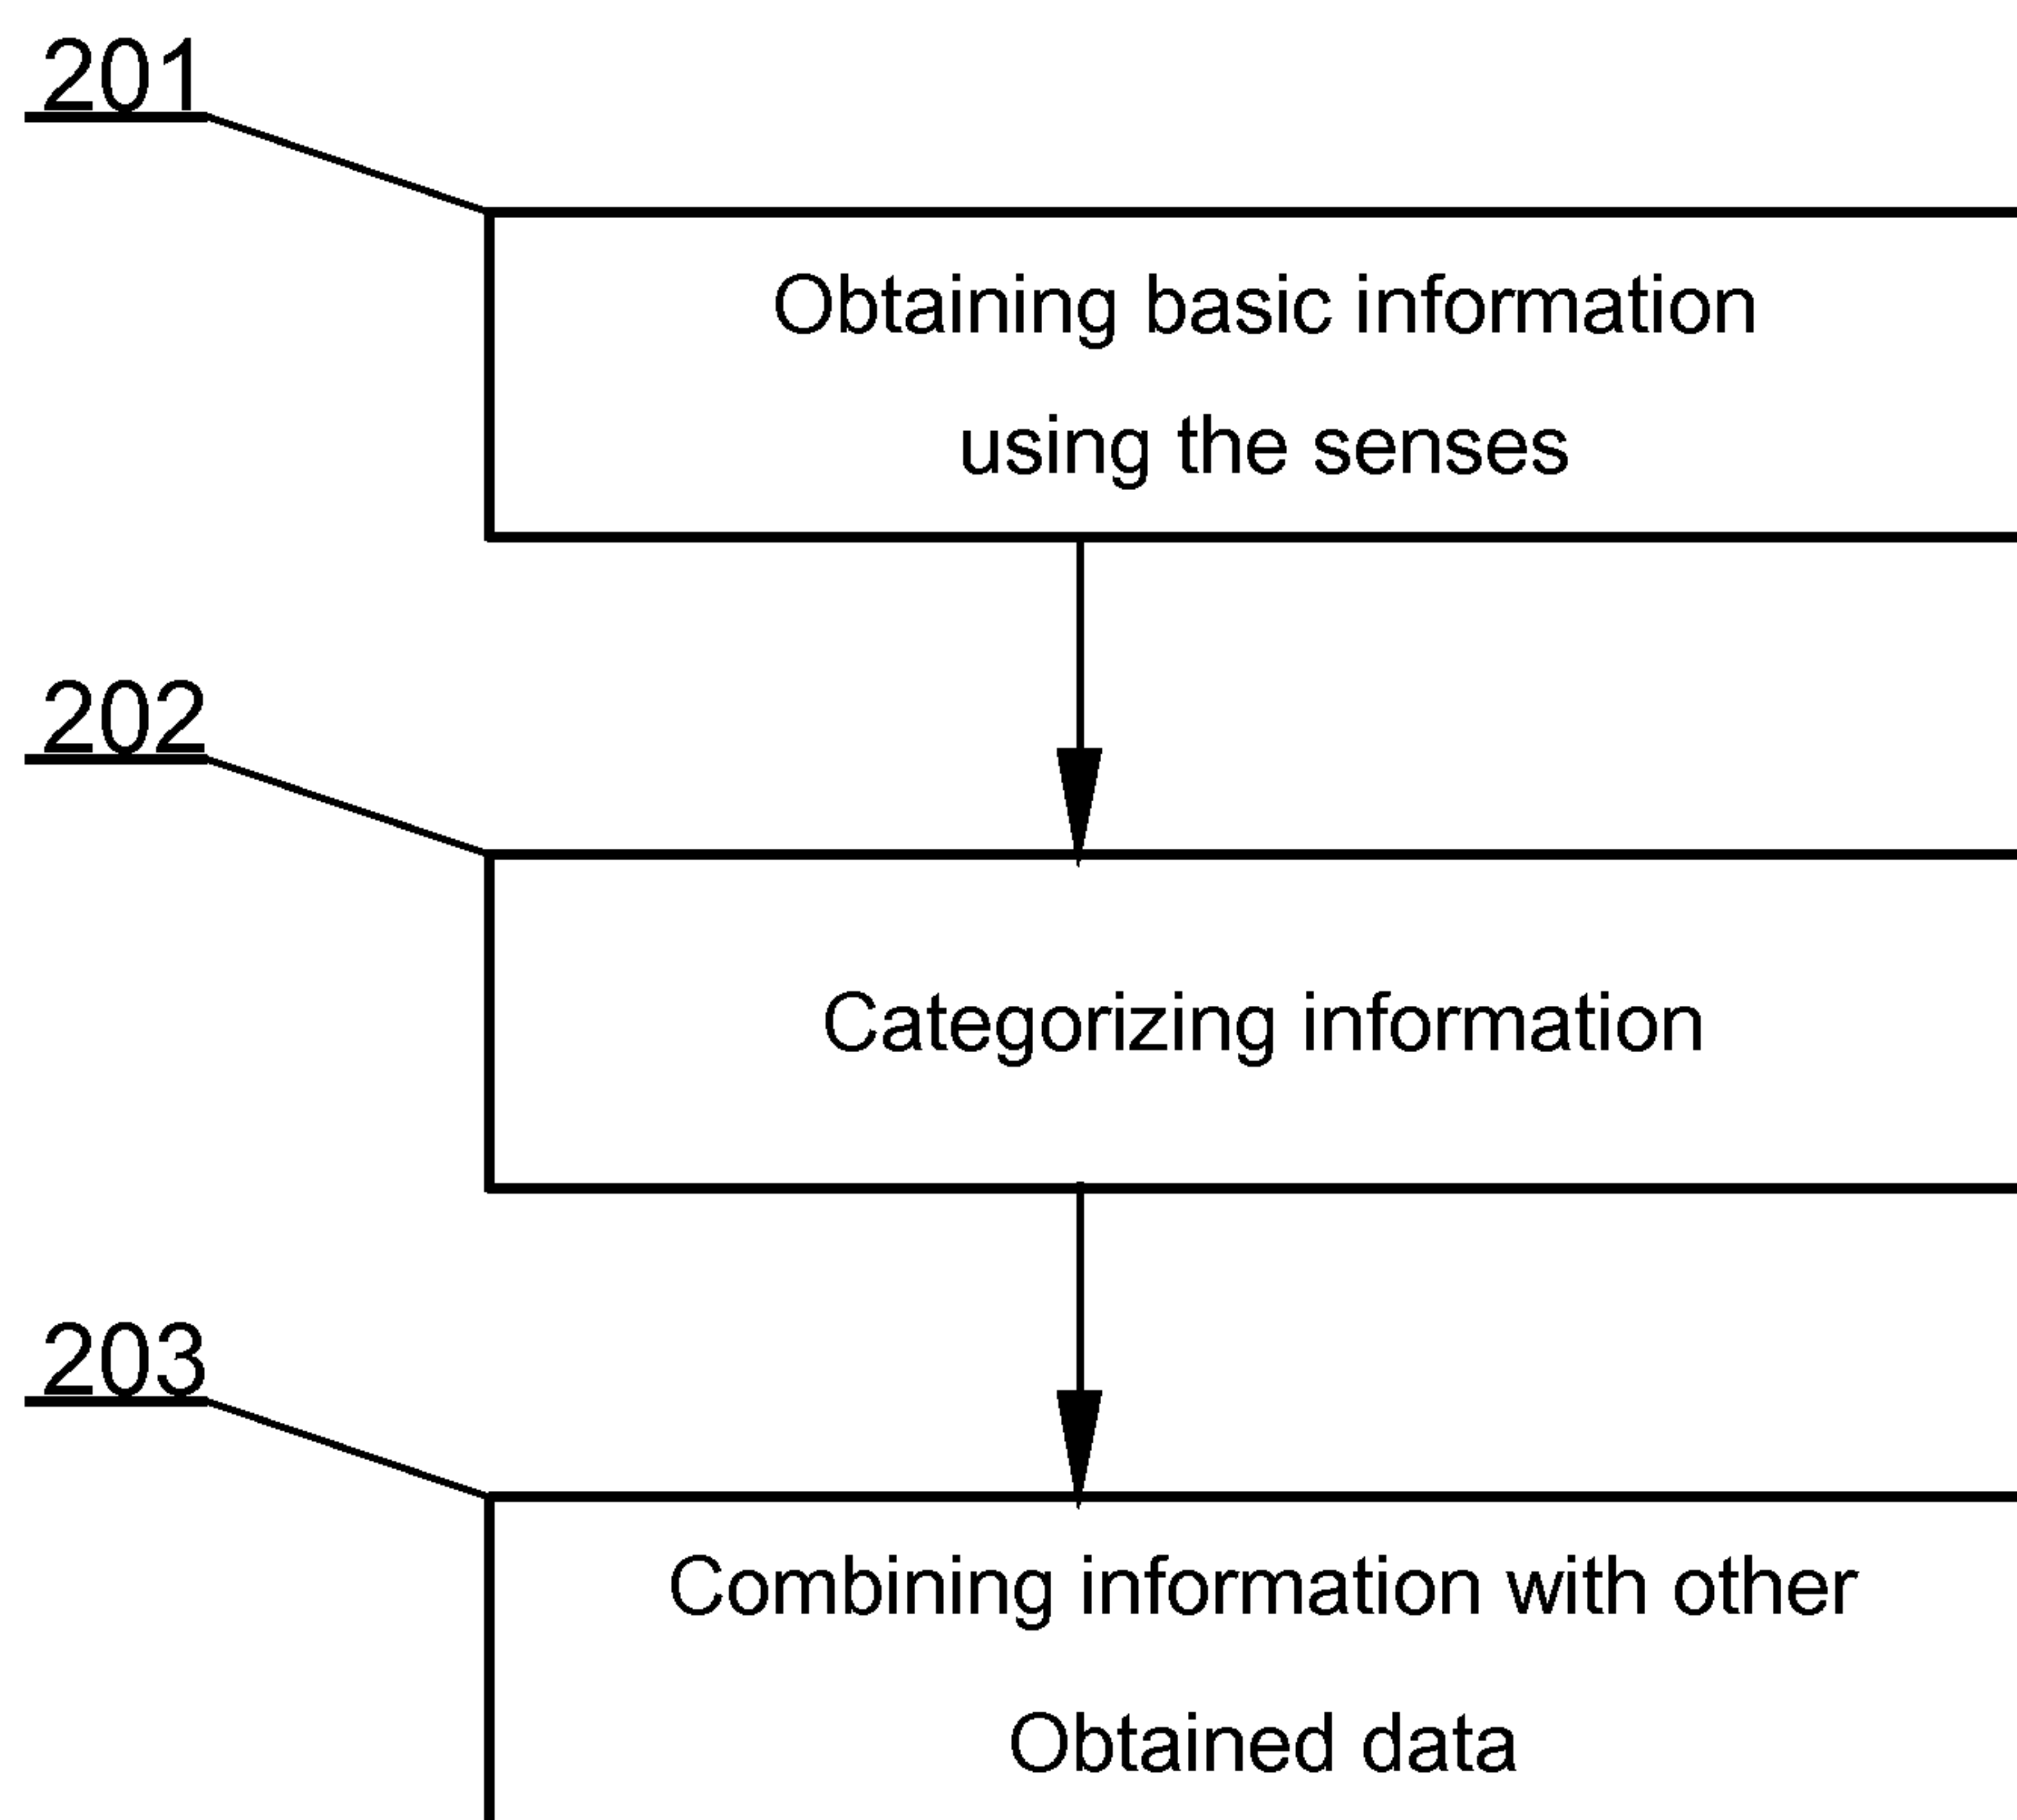 201
Obtaining basic information
using the senses
202
Categorizing information
203
Combining information with other
Obtained data